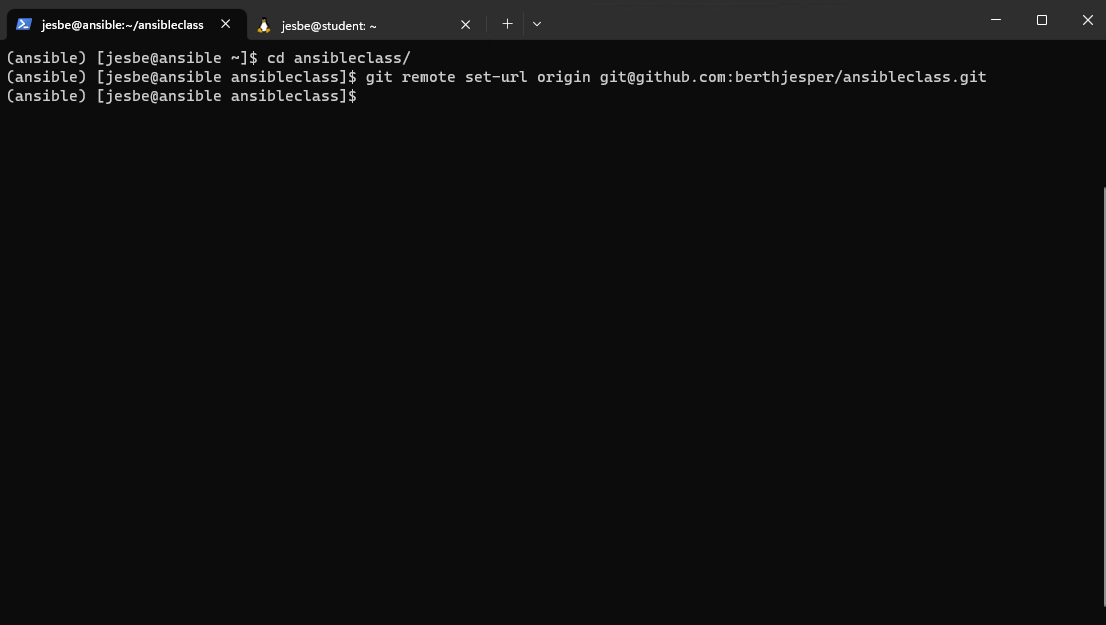 jesbe@ansible:~/ansibleclass
jesbe@student: ~
(ansible) [jesbe@ansible ~]$ cd ansibleclass/
(ansible) [jesbe@ansible ansibleclass]$ git remote set-url origin git@github.com:berthjesper/ansibleclass.git
(ansible) [jesbe@ansible ansibleclass]$